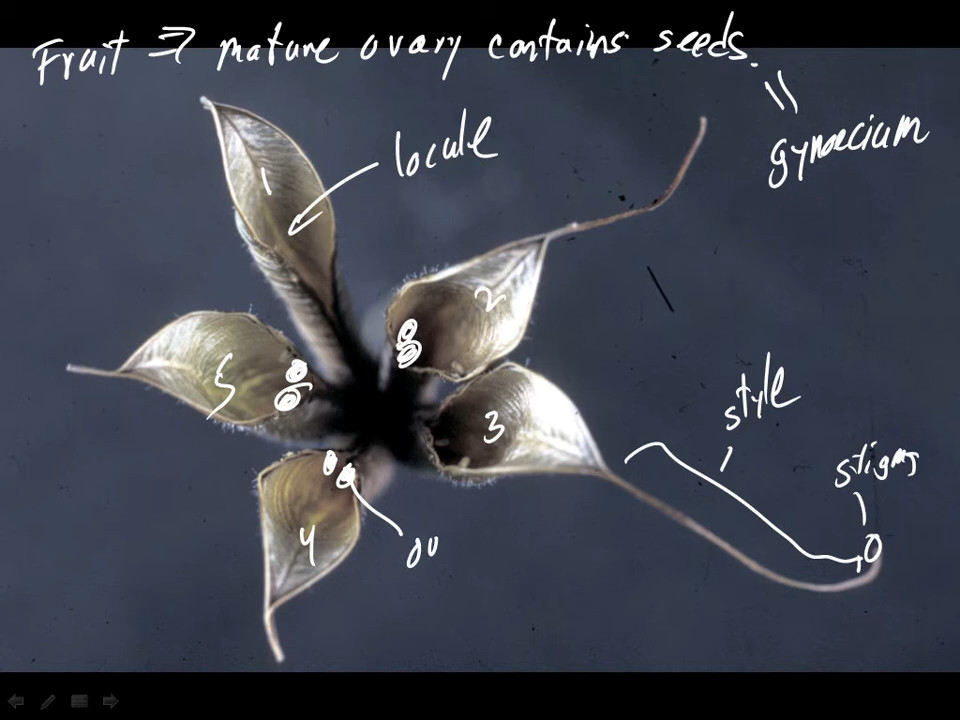 Fruit ⇒ mature ovary contains seeds.
gynoecium
locule
1
2
5
3
style
stigma
4
ov